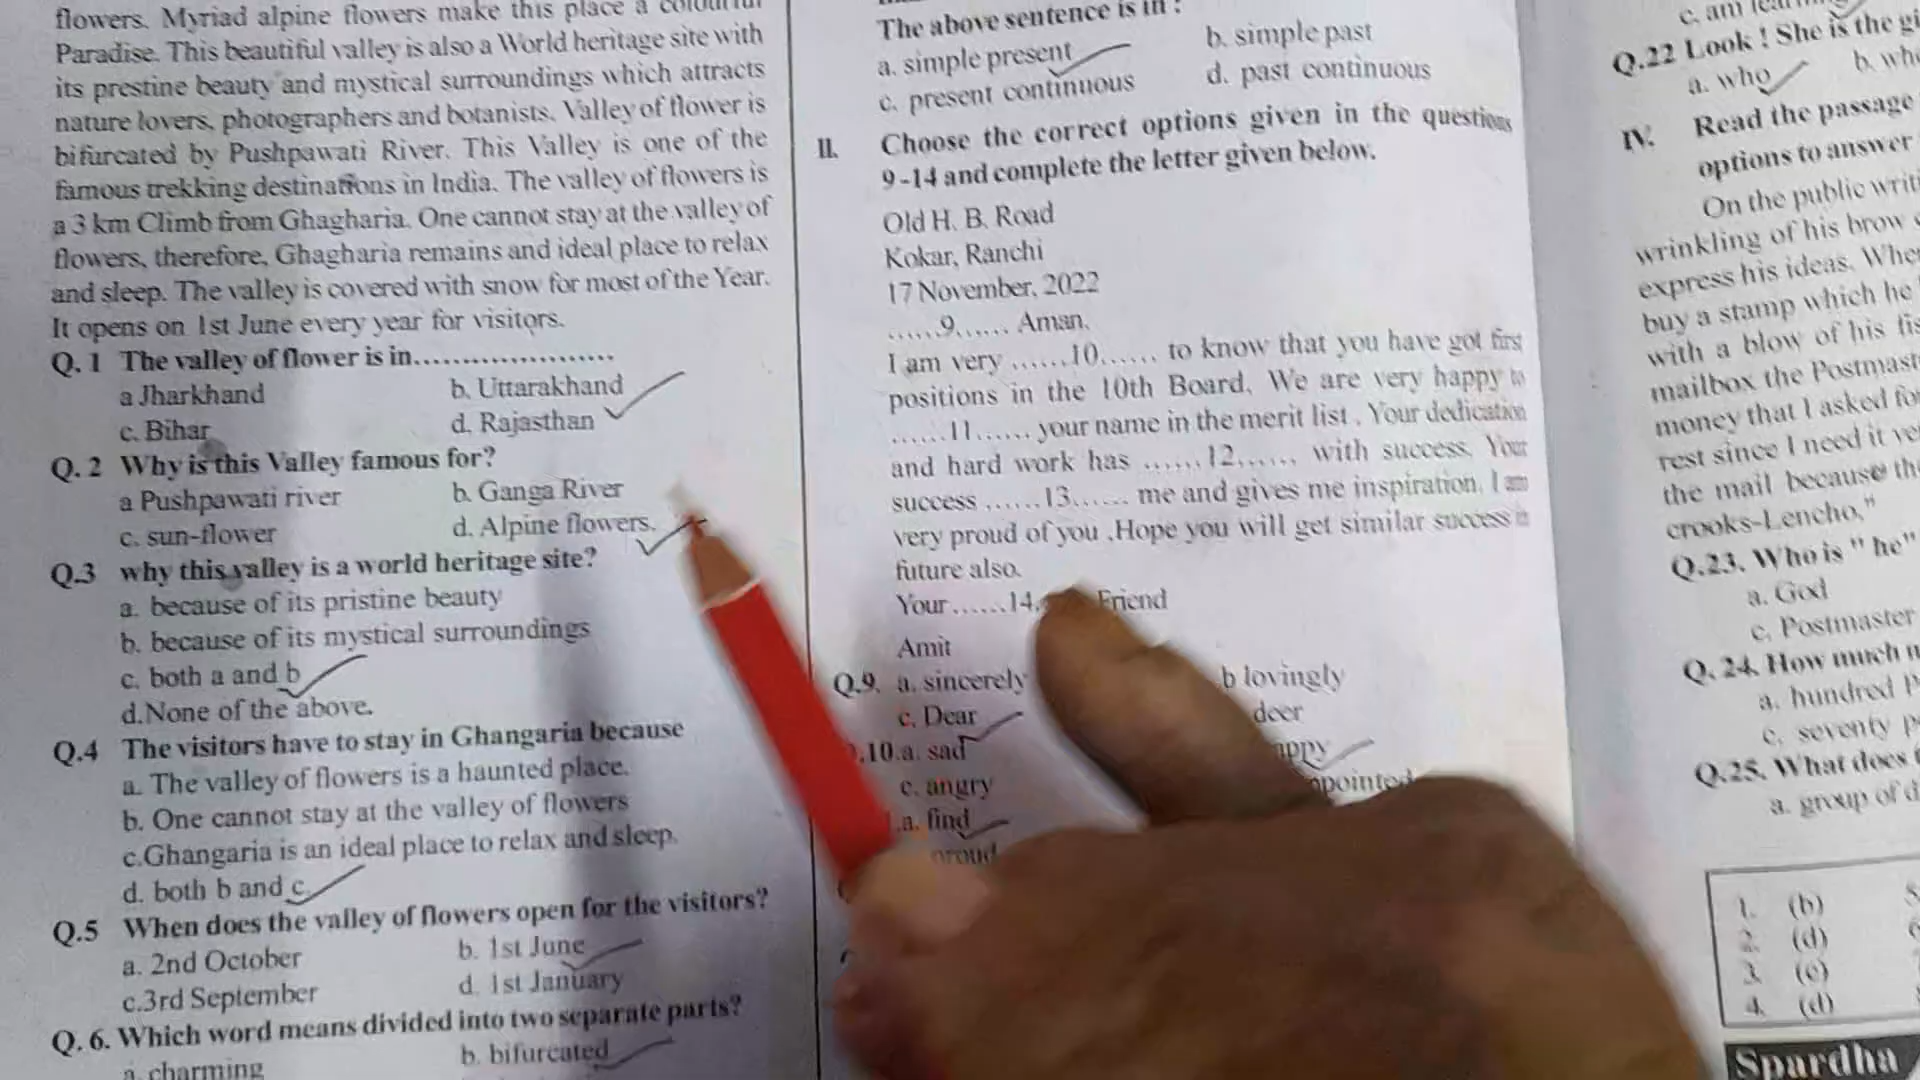 flowers. Myriad alpine flowers make this place a colourful
Paradise. This beautiful valley is also a World heritage site with
its prestine beauty and mystical surroundings which attracts
nature lovers, photographers and botanists. Valley of flower is
bifurcated by Pushpawati River. This Valley is one of the
famous trekking destinations in India. The valley of flowers is
a 3 km Climb from Ghagharia. One cannot stay at the valley of
flowers, therefore, Ghagharia remains and ideal place to relax
and sleep. The valley is covered with snow for most of the Year.
It opens on 1st June every year for visitors.
Q. 1 The valley of flower is in.....................
a Jharkhand b. Uttarakhand
c. Bihar d. Rajasthan
Q. 2 Why is this Valley famous for?
a Pushpawati river b. Ganga River
c. sun-flower d. Alpine flowers.
Q.3 why this valley is a world heritage site?
a. because of its pristine beauty
b. because of its mystical surroundings
c. both a and b
d.None of the above.
Q.4 The visitors have to stay in Ghangaria because
a. The valley of flowers is a haunted place.
b. One cannot stay at the valley of flowers
c.Ghangaria is an ideal place to relax and sleep.
d. both b and c.
Q.5 When does the valley of flowers open for the visitors?
a. 2nd October b. 1st June
c.3rd September d. 1st January
Q. 6. Which word means divided into two separate parts?
a. charming b. bifurcated
The above sentence is in :
a. simple present b. simple past
c. present continuous d. past continuous
II. Choose the correct options given in the questions
9-14 and complete the letter given below.
Old H. B. Road
Kokar, Ranchi
17 November, 2022
......9...... Aman,
I am very ......10...... to know that you have got first
positions in the 10th Board. We are very happy to
......11...... your name in the merit list . Your dedication
and hard work has ......12...... with success. Your
success ......13...... me and gives me inspiration. I am
very proud of you .Hope you will get similar success in
future also.
Your......14. Friend
Amit
Q.9. a. sincerely b lovingly
c. Dear deer
.10.a. sad appy
c. angry ppointed
.a. find
proud
c. am
Q.22 Look ! She is the
a. who b.
IV. Read the passage
options to answer
On the public
wrinkling of his brow
express his ideas.
buy a stamp which he
with a blow of his
mailbox the
money that I asked
rest since I need it
the mail because
crooks-Lencho."
Q.23. Who is " he"
a. God
c. Postmaster
Q. 24. How much
a. hundred
c. seventy
Q.25. What does
a. group of
1. (b)
2. (d)
3. (c)
4. (d)
Spardha